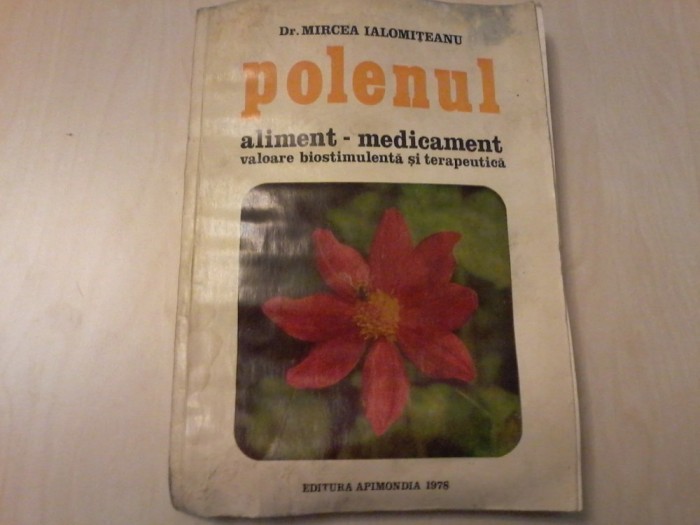 Dr. MIRCEA IALOMIȚEANU
polenul
aliment - medicament
valoare biostimulentă și terapeutică
EDITURA APIMONDIA 1978